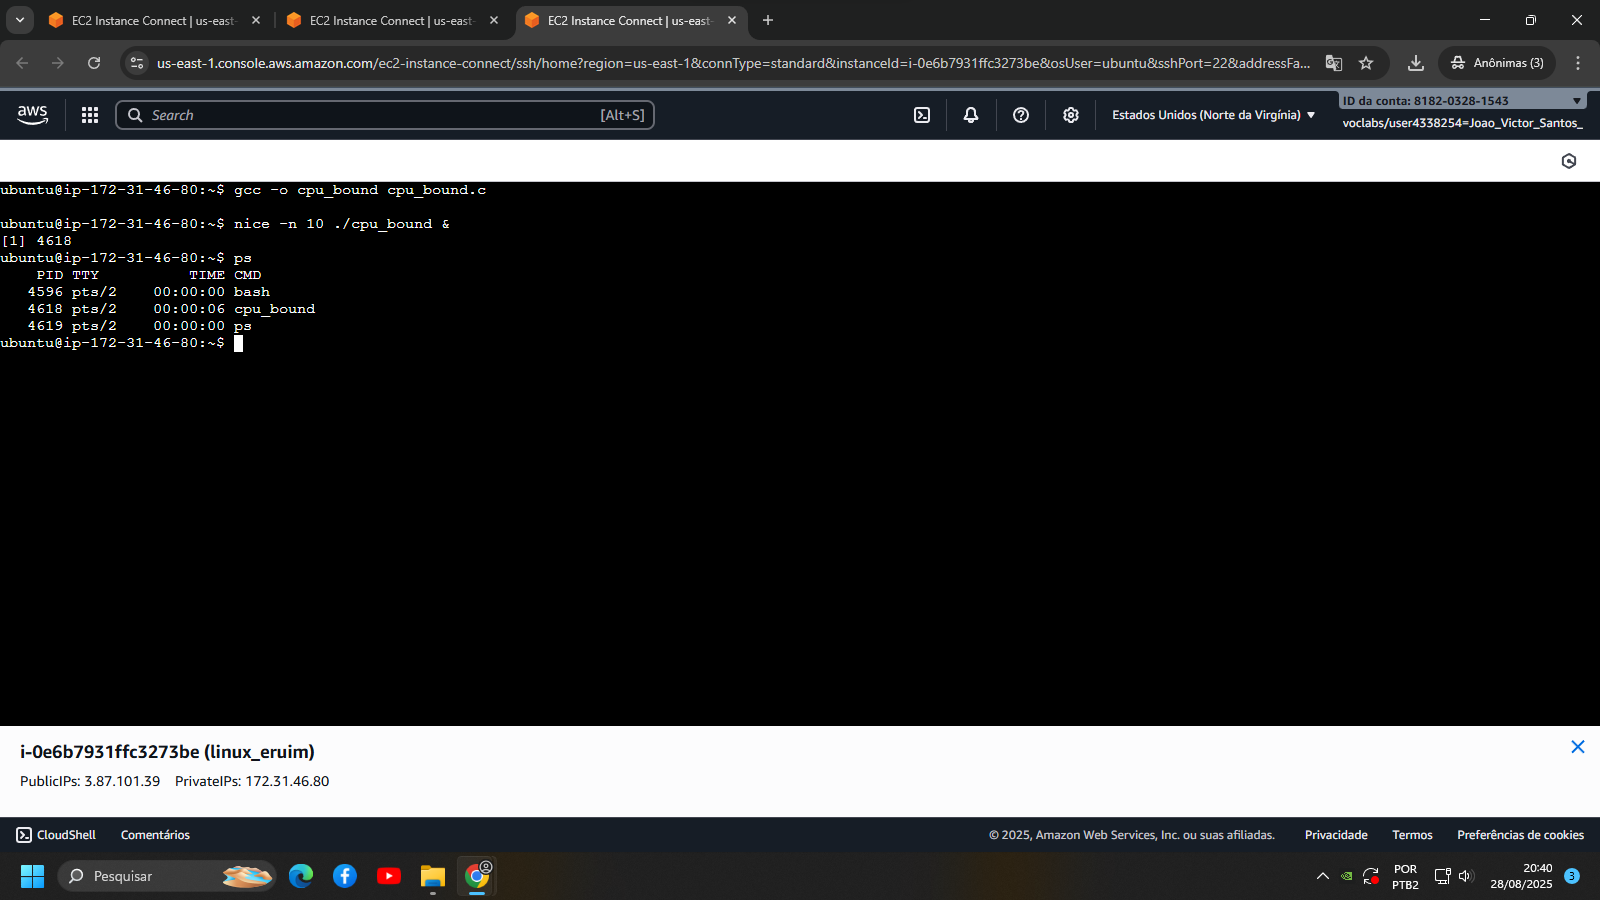 EC2 Instance Connect | us-east-
EC2 Instance Connect | us-east-
EC2 Instance Connect | us-east-
us-east-1.console.aws.amazon.com/ec2-instance-connect/ssh/home?region=us-east-1&connType=standard&instanceId=i-0e6b7931ffc3273be&osUser=ubuntu&sshPort=22&addressFa...
Anônimas (3)
aws
Search
[Alt+S]
Estados Unidos (Norte da Virgínia)
ID da conta: 8182-0328-1543
voclabs/user4338254=Joao_Victor_Santos_
ubuntu@ip-172-31-46-80:~$ gcc -o cpu_bound cpu_bound.c
ubuntu@ip-172-31-46-80:~$ nice -n 10 ./cpu_bound &
[1] 4618
ubuntu@ip-172-31-46-80:~$ ps
PID TTY TIME CMD
4596 pts/2 00:00:00 bash
4618 pts/2 00:00:06 cpu_bound
4619 pts/2 00:00:00 ps
ubuntu@ip-172-31-46-80:~$
i-0e6b7931ffc3273be (linux_eruim)
PublicIPs: 3.87.101.39 PrivateIPs: 172.31.46.80
CloudShell Comentários © 2025, Amazon Web Services, Inc. ou suas afiliadas. Privacidade Termos Preferências de cookies
Pesquisar
POR
PTB2
20:40
28/08/2025
3